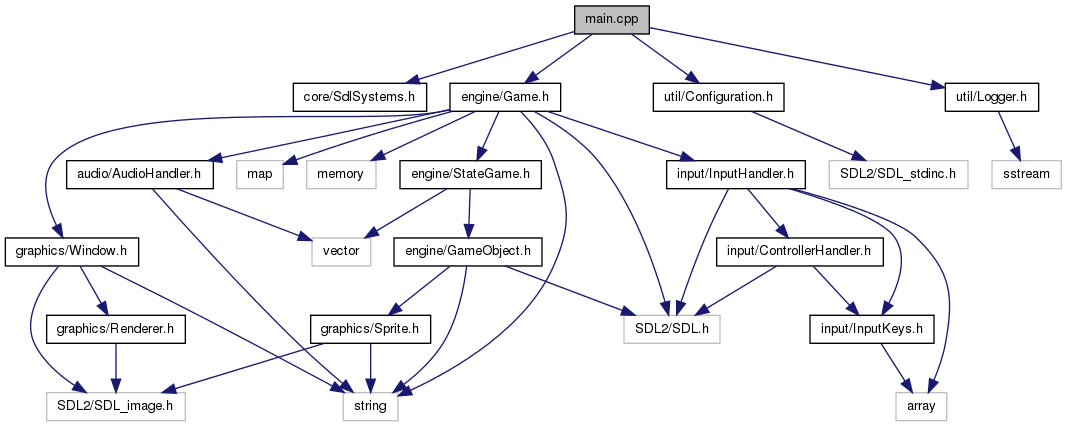 main.cpp
core/SdlSystems.h
engine/Game.h
util/Configuration.h
util/Logger.h
audio/AudioHandler.h
map
memory
engine/StateGame.h
input/InputHandler.h
SDL2/SDL_stdinc.h
sstream
graphics/Window.h
vector
engine/GameObject.h
input/ControllerHandler.h
graphics/Renderer.h
graphics/Sprite.h
SDL2/SDL.h
input/InputKeys.h
SDL2/SDL_image.h
string
array